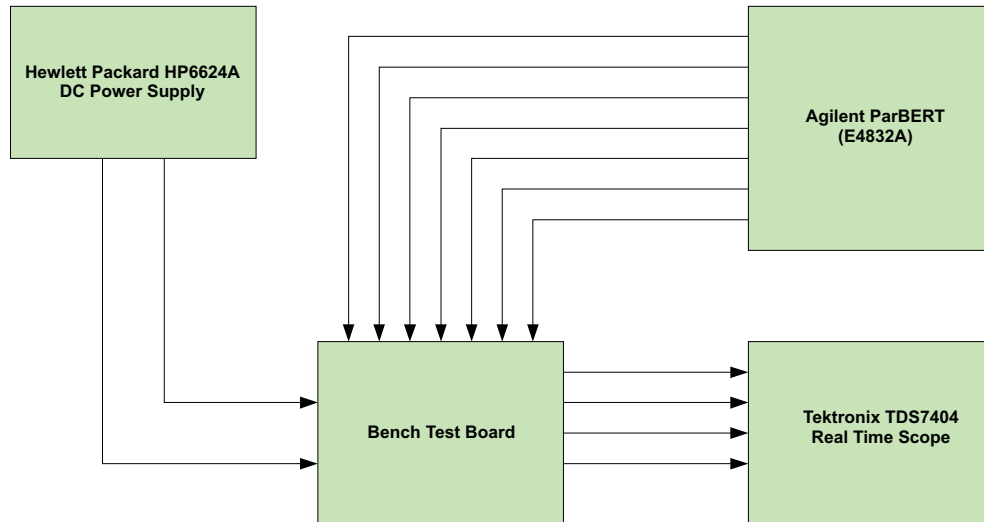 Hewlett Packard HP6624A
DC Power Supply
Agilent ParBERT
(E4832A)
Bench Test Board
Tektronix TDS7404
Real Time Scope